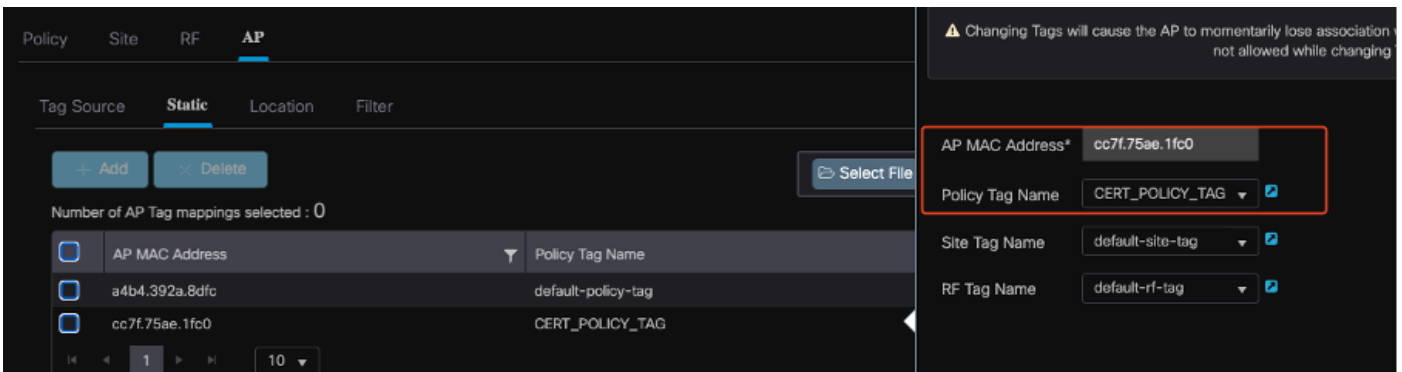 Policy Site RF AP
Tag Source Static Location Filter
+ Add × Delete
Select File
Number of AP Tag mappings selected : 0
AP MAC Address Policy Tag Name
a4b4.392a.8dfc default-policy-tag
cc7f.75ae.1fc0 CERT_POLICY_TAG
1 10
Changing Tags will cause the AP to momentarily lose association
not allowed while changing
AP MAC Address* cc7f.75ae.1fc0
Policy Tag Name CERT_POLICY_TAG
Site Tag Name default-site-tag
RF Tag Name default-rf-tag